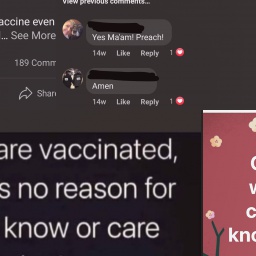 View previous comments...
accine even
... See More
Yes Ma'am! Preach!
14w Like Reply 1
189 Comm
Amen
14w Like Reply 1
Shar
are vaccinated,
s no reason for
know or care
kno